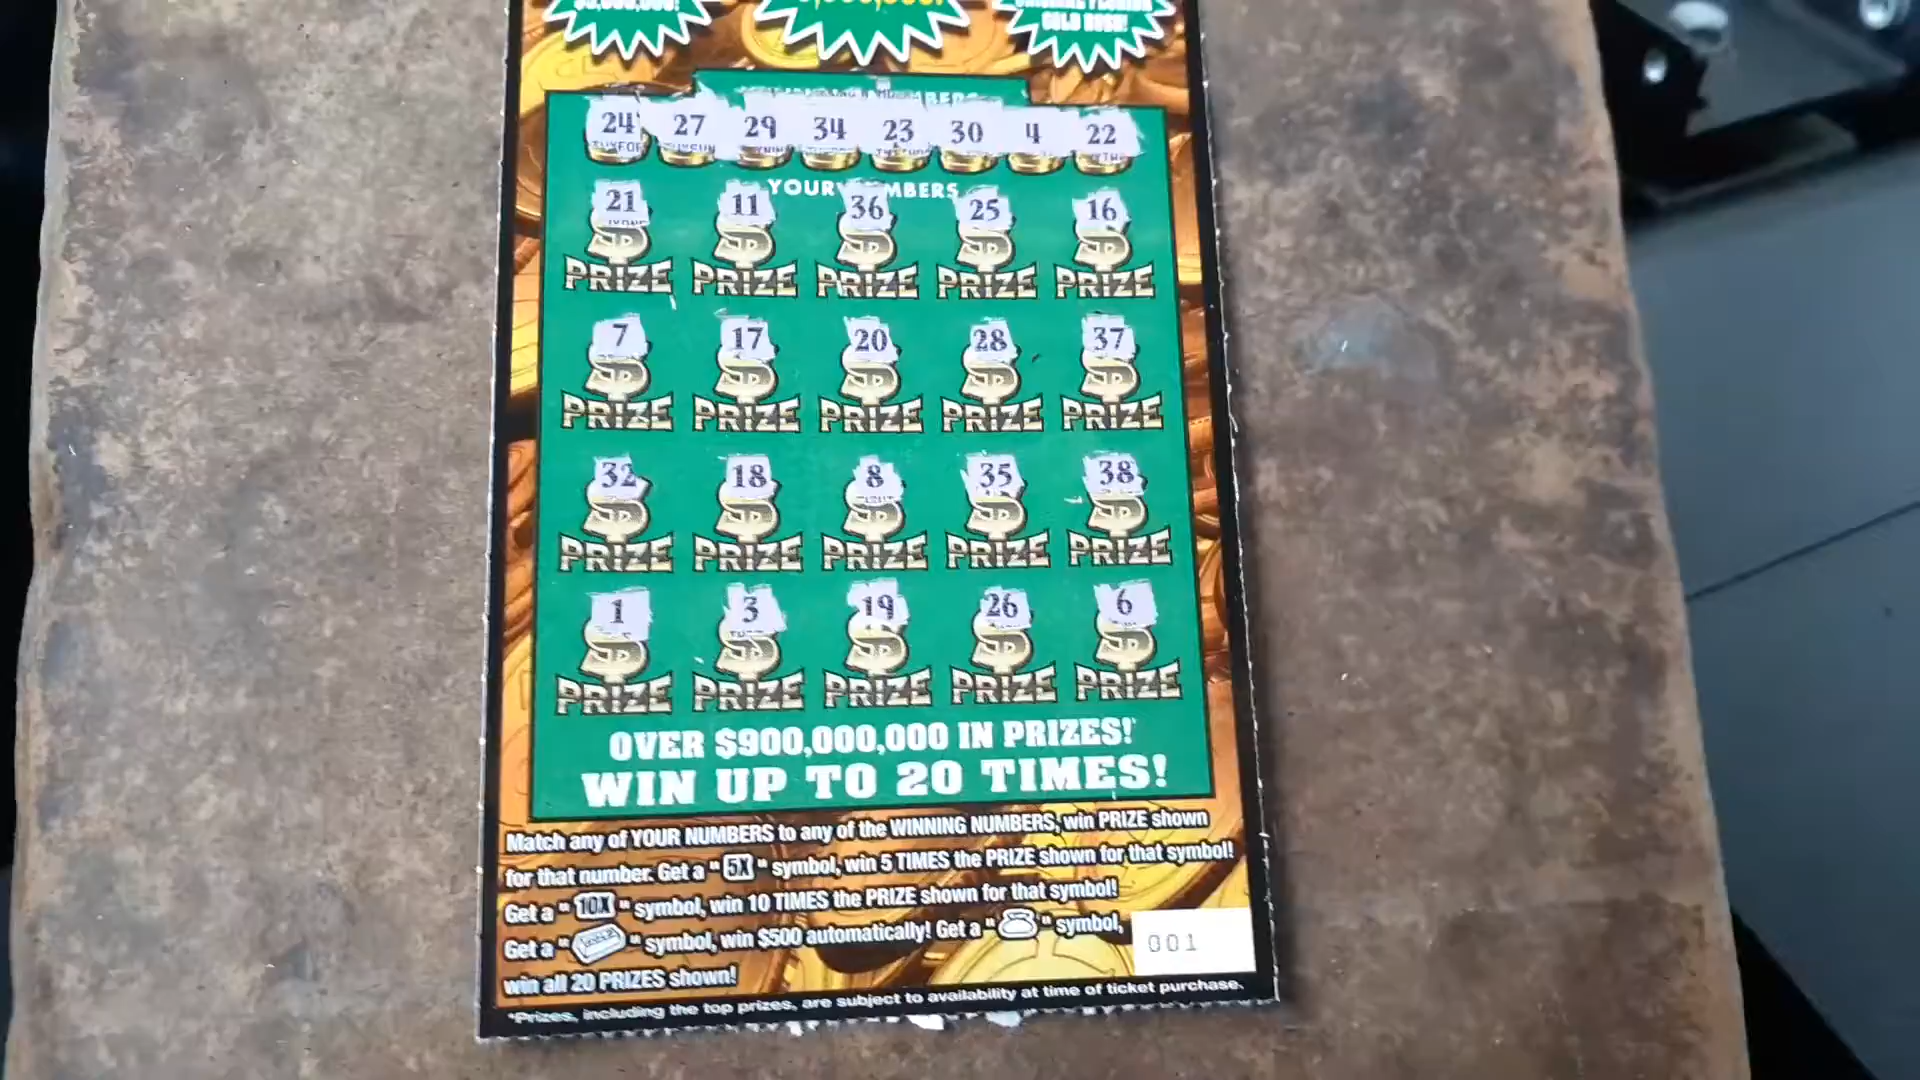 GOLD RUSH!
24 27 29 34 23 30 4 22
YOUR NUMBERS
21 11 36 25 16
PRIZE PRIZE PRIZE PRIZE PRIZE
7 17 20 28 37
PRIZE PRIZE PRIZE PRIZE PRIZE
32 18 8 35 38
PRIZE PRIZE PRIZE PRIZE PRIZE
1 3 19 26 6
PRIZE PRIZE PRIZE PRIZE PRIZE
OVER $900,000,000 IN PRIZES!*
WIN UP TO 20 TIMES!
Match any of YOUR NUMBERS to any of the WINNING NUMBERS, win PRIZE shown
for that number. Get a "5X" symbol, win 5 TIMES the PRIZE shown for that symbol!
Get a "10X" symbol, win 10 TIMES the PRIZE shown for that symbol!
Get a " " symbol, win $500 automatically! Get a " " symbol,
win all 20 PRIZES shown!
001
*Prizes, including the top prizes, are subject to availability at time of ticket purchase.